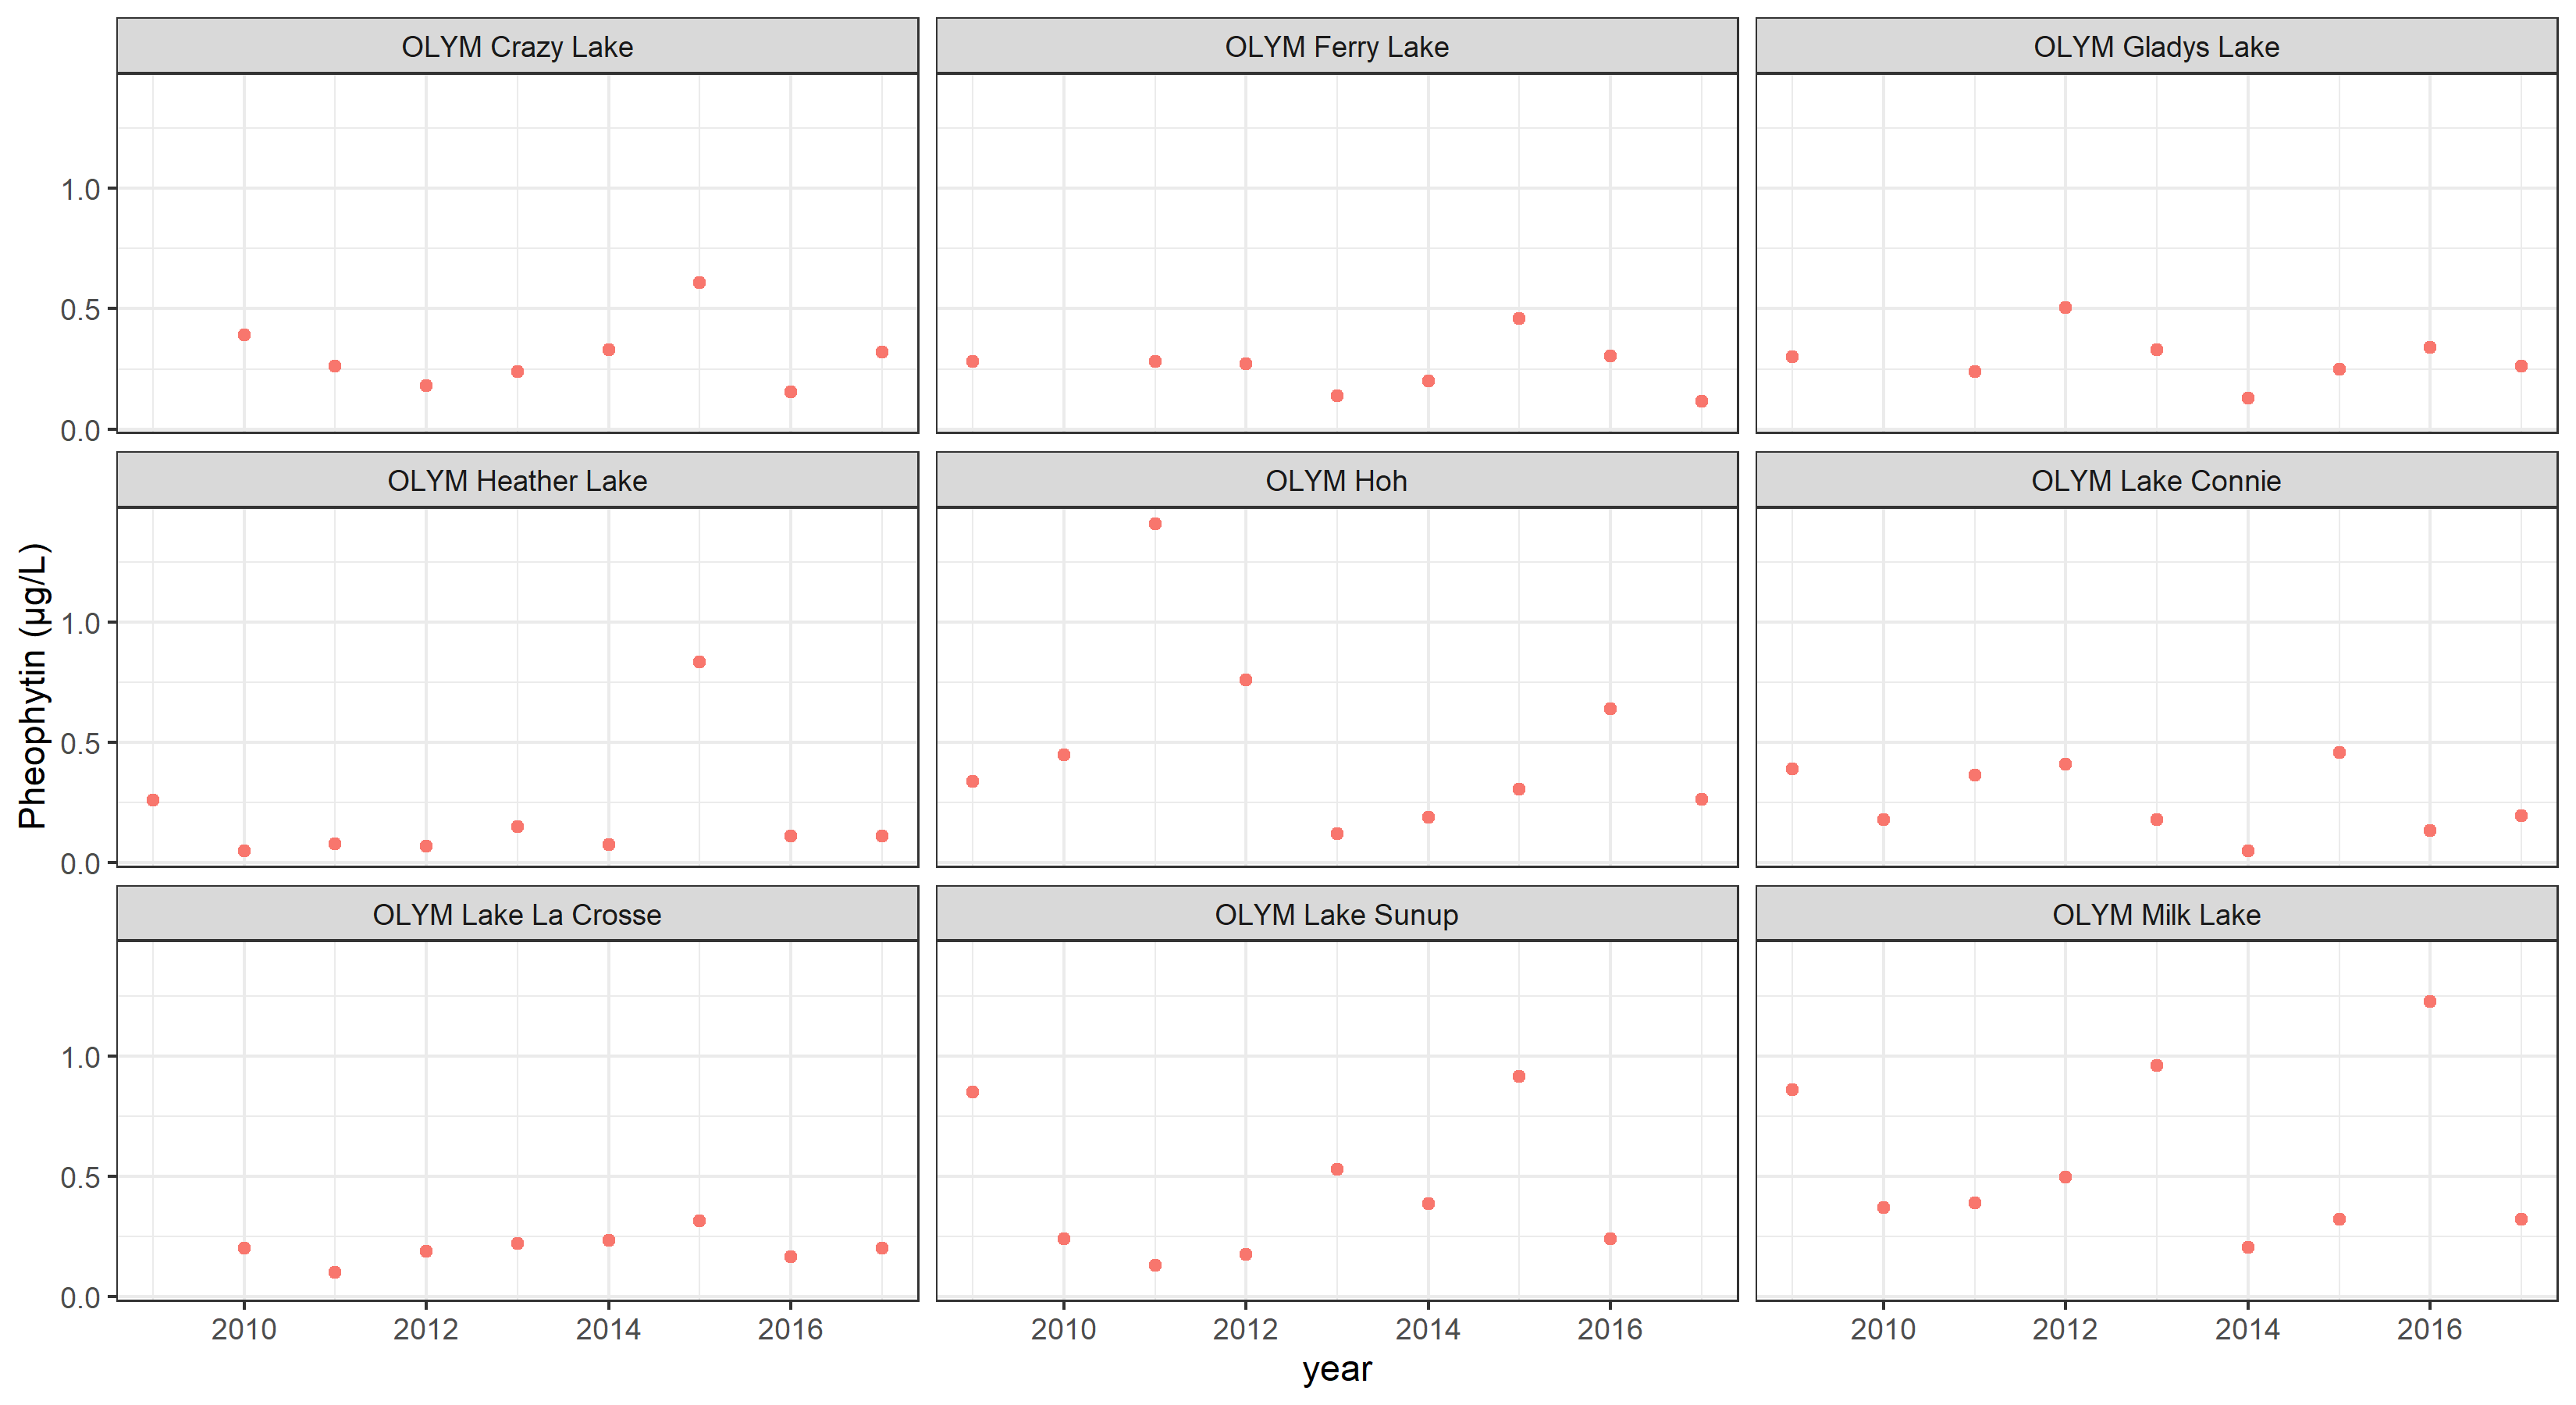 OLYM Crazy Lake
OLYM Ferry Lake
OLYM Gladys Lake
1.0
0.5
0.0
OLYM Heather Lake
OLYM Hoh
OLYM Lake Connie
Pheophytin (µg/L)
1.0
0.5
0.0
OLYM Lake La Crosse
OLYM Lake Sunup
OLYM Milk Lake
1.0
0.5
0.0
2010 2012 2014 2016
2010 2012 2014 2016
2010 2012 2014 2016
year